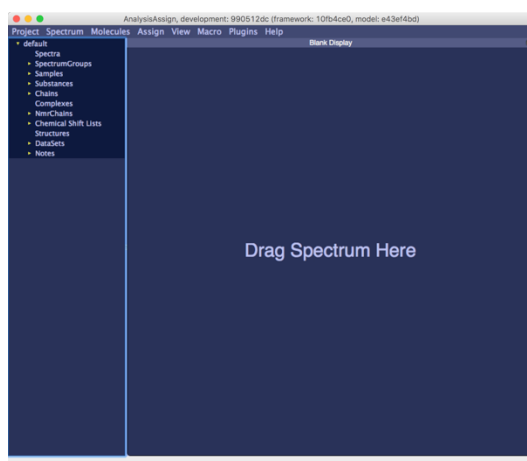 AnalysisAssign, development: 990512dc (framework: 10fb4ce0, model: e43ef4bd)
Project Spectrum Molecules Assign View Macro Plugins Help
default
Spectra
SpectrumGroups
Samples
Substances
Chains
Complexes
NmrChains
Chemical Shift Lists
Structures
DataSets
Notes
Blank Display
Drag Spectrum Here